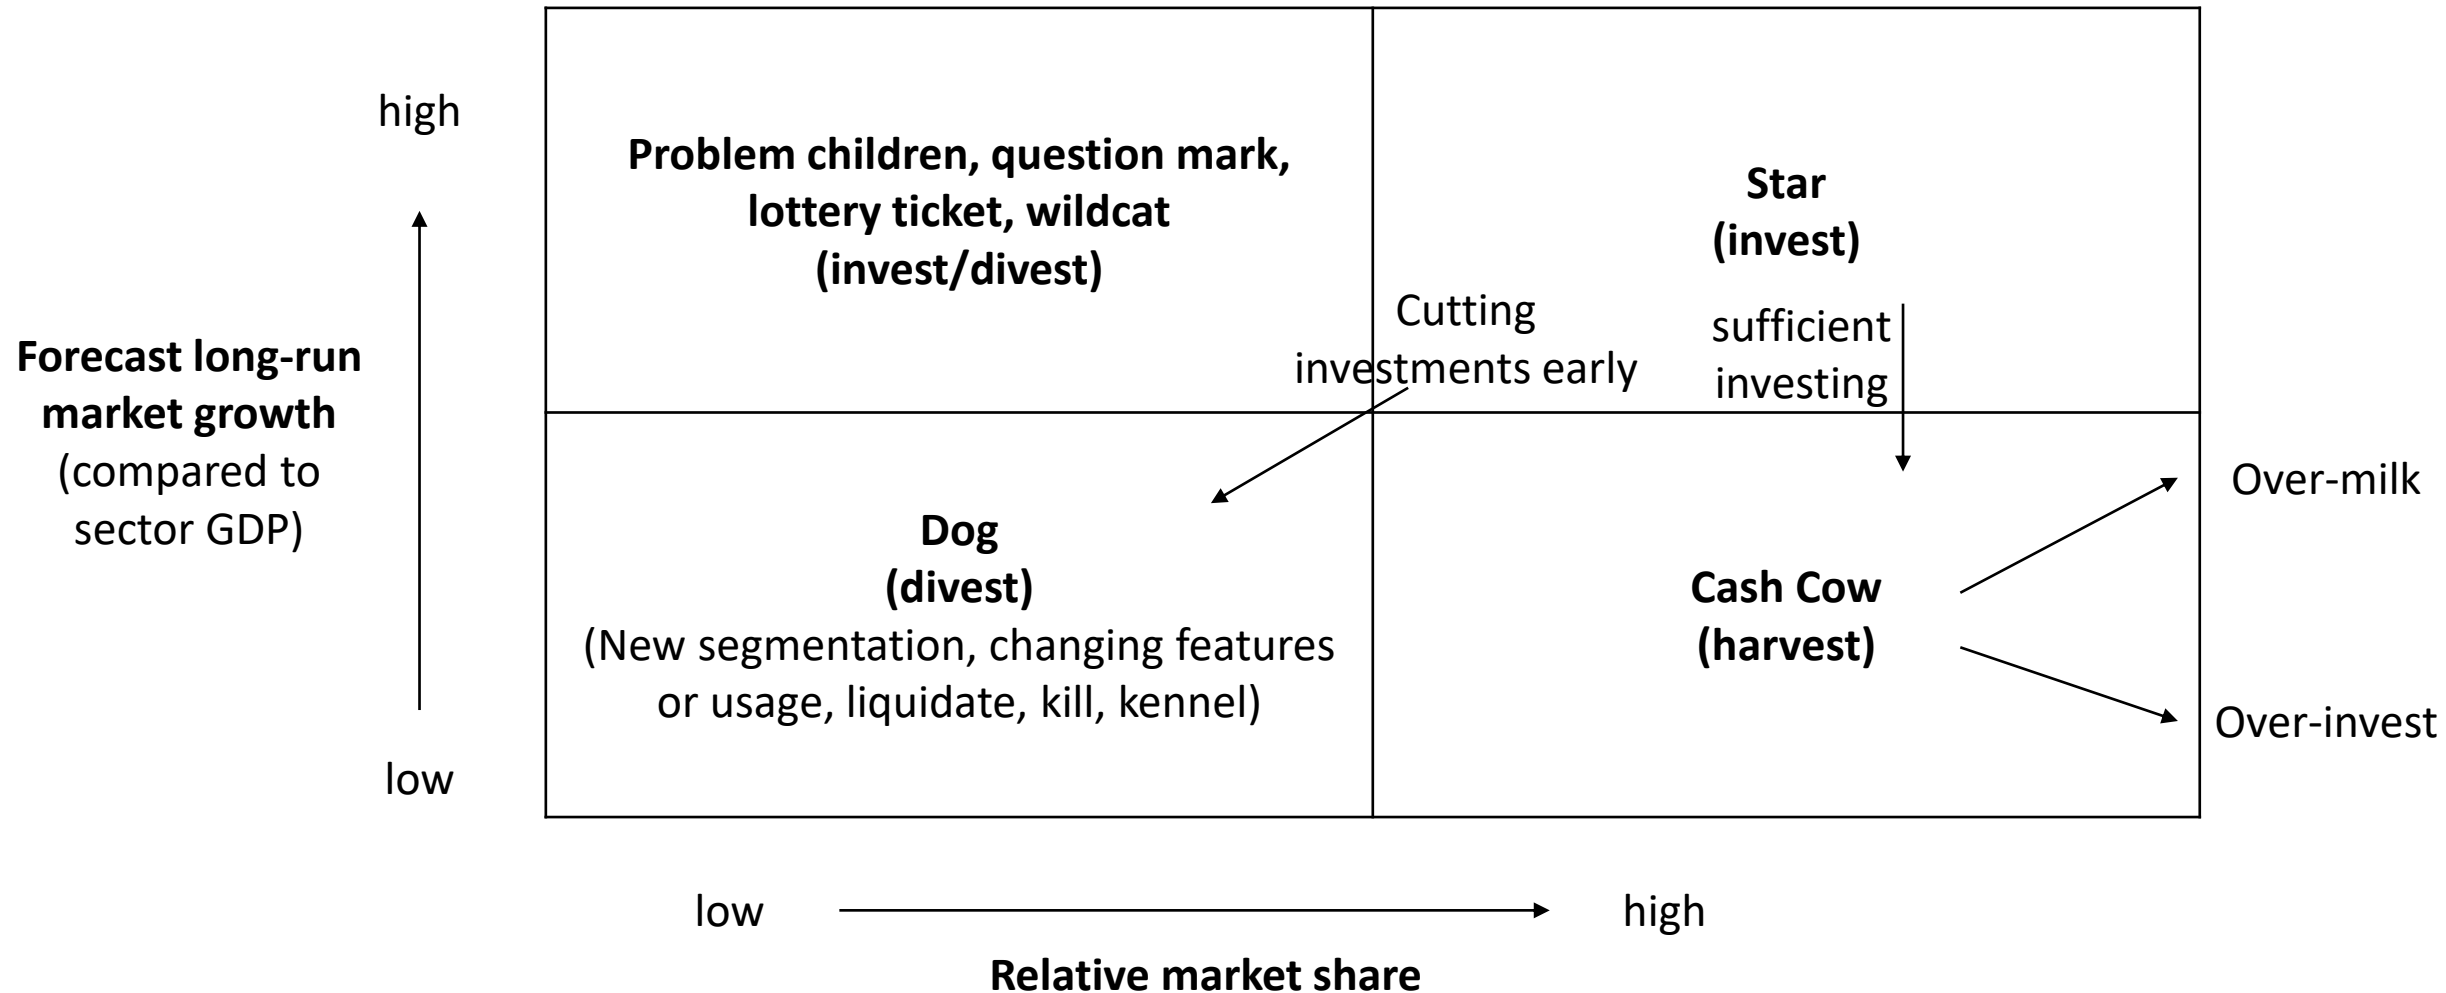 high
Problem children, question mark,
lottery ticket, wildcat
(invest/divest)
Star
(invest)
Cutting
investments early
sufficient
investing
Forecast long-run
market growth
(compared to
sector GDP)
Dog
(divest)
(New segmentation, changing features
or usage, liquidate, kill, kennel)
Cash Cow
(harvest)
Over-milk
Over-invest
low
low
high
Relative market share